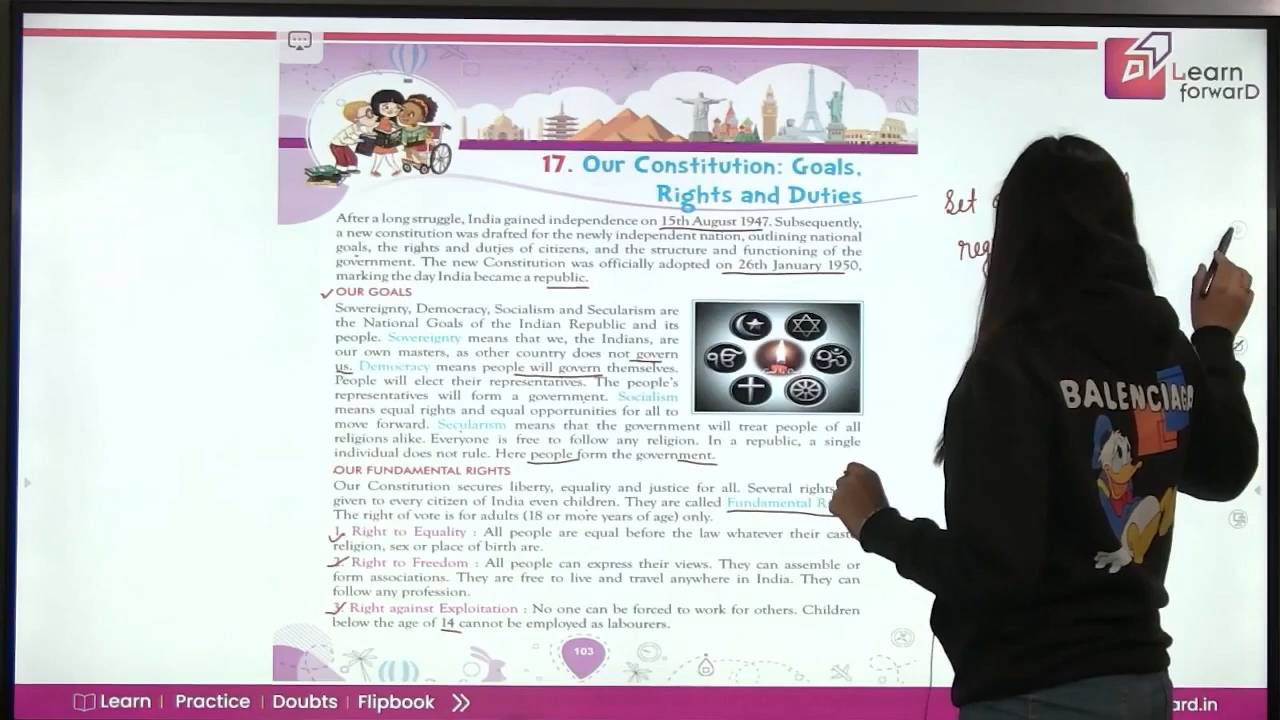 Learn
forwarD
17. Our Constitution: Goals,
Rights and Duties
Set
After a long struggle, India gained independence on 15th August 1947. Subsequently,
a new constitution was drafted for the newly independent nation, outlining national
goals, the rights and duties of citizens, and the structure and functioning of the
government. The new Constitution was officially adopted on 26th January 1950,
marking the day India became a republic.
OUR GOALS
Sovereignty, Democracy, Socialism and Secularism are
the National Goals of the Indian Republic and its
people. Sovereignty means that we, the Indians, are
our own masters, as other country does not govern
us. Democracy means people will govern themselves.
People will elect their representatives. The people's
representatives will form a government. Socialism
means equal rights and equal opportunities for all to
move forward. Secularism means that the government will treat people of all
religions alike. Everyone is free to follow any religion. In a republic, a single
individual does not rule. Here people form the government.
OUR FUNDAMENTAL RIGHTS
Our Constitution secures liberty, equality and justice for all. Several rights
given to every citizen of India even children. They are called Fundamental
The right of vote is for adults (18 or more years of age) only.
1. Right to Equality : All people are equal before the law whatever their
religion, sex or place of birth are.
2. Right to Freedom : All people can express their views. They can assemble or
form associations. They are free to live and travel anywhere in India. They can
follow any profession.
3. Right against Exploitation : No one can be forced to work for others. Children
below the age of 14 cannot be employed as labourers.
103
BALENCIAGA
Learn | Practice | Doubts | Flipbook
ard.in